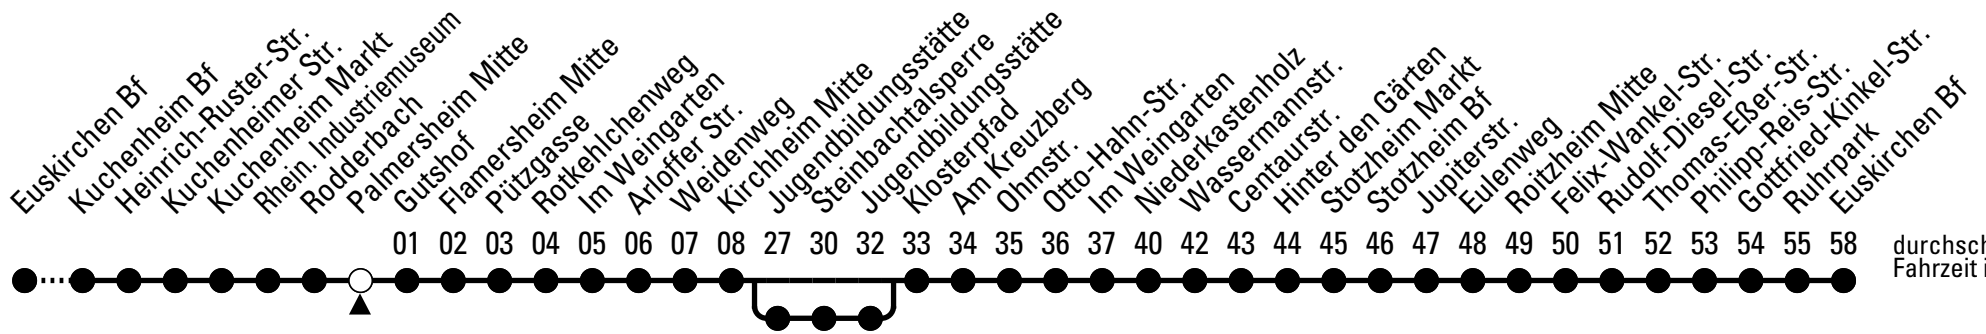 Euskirchen Bf
Kuchenheim Bf
Heinrich-Ruster-Str.
Kuchenheimer Str.
Kuchenheim Markt
Rhein. Industriemuseum
Rodderbach
Palmersheim Mitte
Gutshof
Flamersheim Mitte
Pützgasse
Rotkehlchenweg
Im Weingarten
Arloffer Str.
Weidenweg
Kirchheim Mitte
Jugendbildungsstätte
Steinbachtalsperre
Jugendbildungsstätte
Klosterpfad
Am Kreuzberg
Ohmstr.
Otto-Hahn-Str.
Im Weingarten
Niederkastenholz
Wassermannstr.
Centaurstr.
Hinter den Gärten
Stotzheim Markt
Stotzheim Bf
Jupiterstr.
Eulenweg
Roitzheim Mitte
Felix-Wankel-Str.
Rudolf-Diesel-Str.
Thomas-Eßer-Str.
Philipp-Reis-Str.
Gottfried-Kinkel-Str.
Ruhrpark
Euskirchen Bf
01 02 03 04 05 06 07 08 27 30 32 33 34 35 36 37 40 42 43 44 45 46 47 48 49 50 51 52 53 54 55 58
durchsch
Fahrzeit i